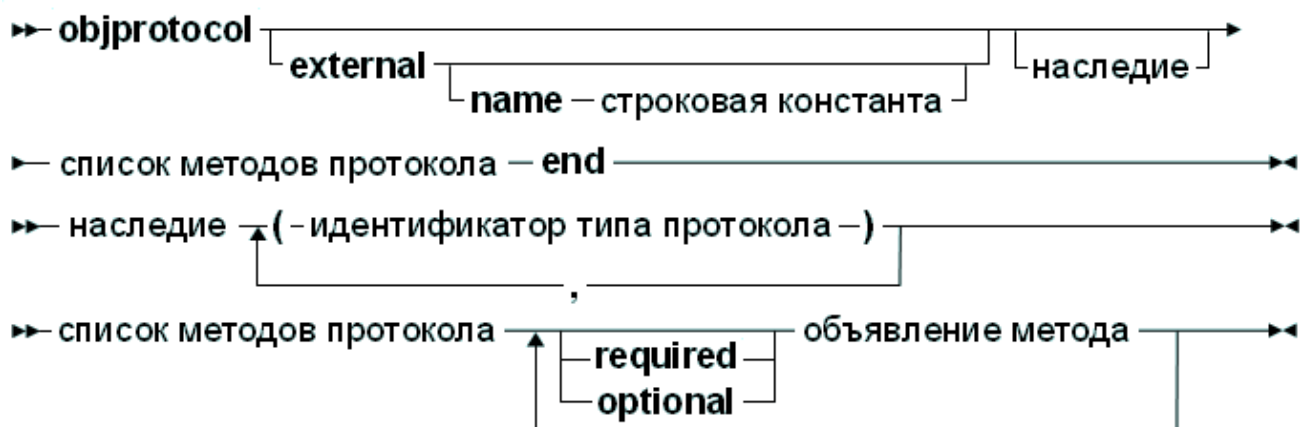 objprotocol
external
наследие
name строковая константа
список методов протокола end
наследие ( идентификатор типа протокола )
,
список методов протокола объявление метода
required
optional